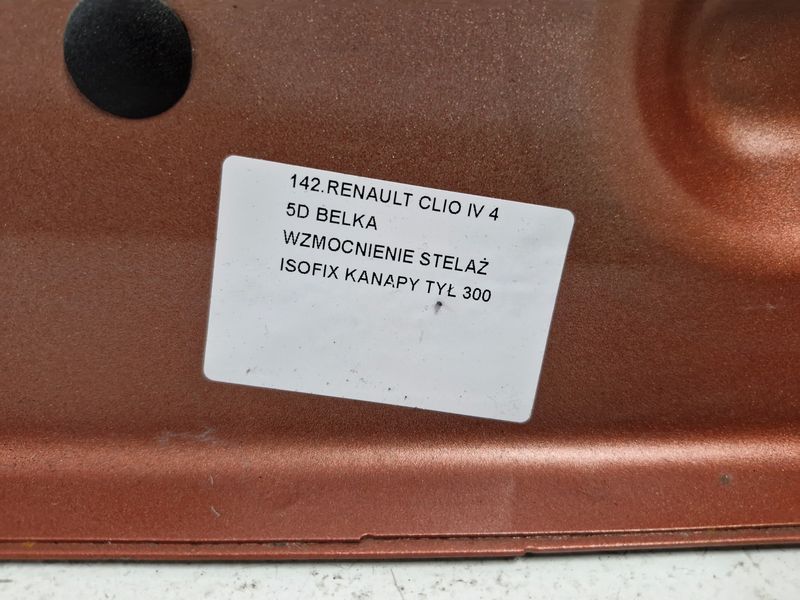 142.RENAULT CLIO IV 4
5D BELKA
WZMOCNIENIE STELAŻ
ISOFIX KANAPY TYŁ 300